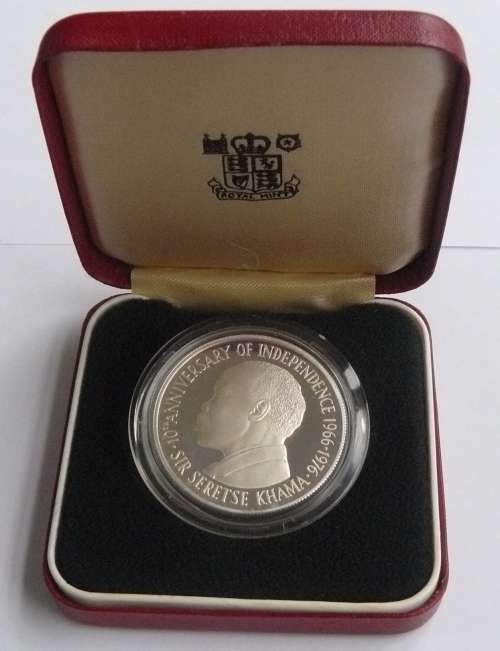 ROYAL MINT
10TH ANNIVERSARY OF INDEPENDENCE 1966-1976
· SIR SERETSE KHAMA ·